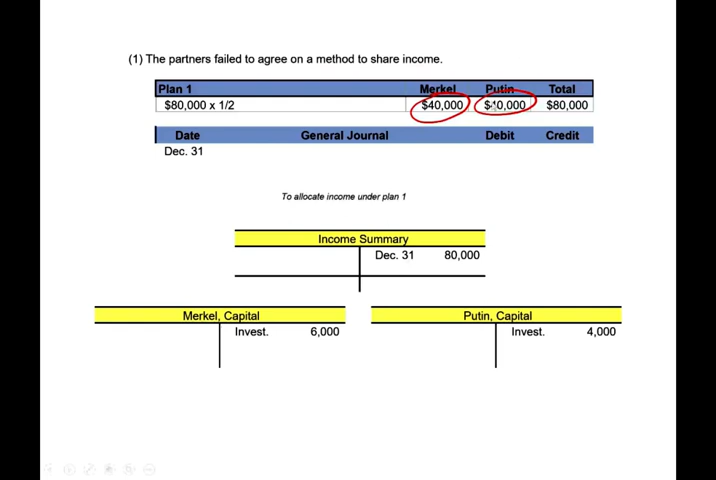 (1) The partners failed to agree on a method to share income.
Plan 1 Merkel Putin Total
$80,000 x 1/2 $40,000 $40,000 $80,000
Date General Journal Debit Credit
Dec. 31
To allocate income under plan 1
Income Summary
Dec. 31 80,000
Merkel, Capital Putin, Capital
Invest. 6,000 Invest. 4,000